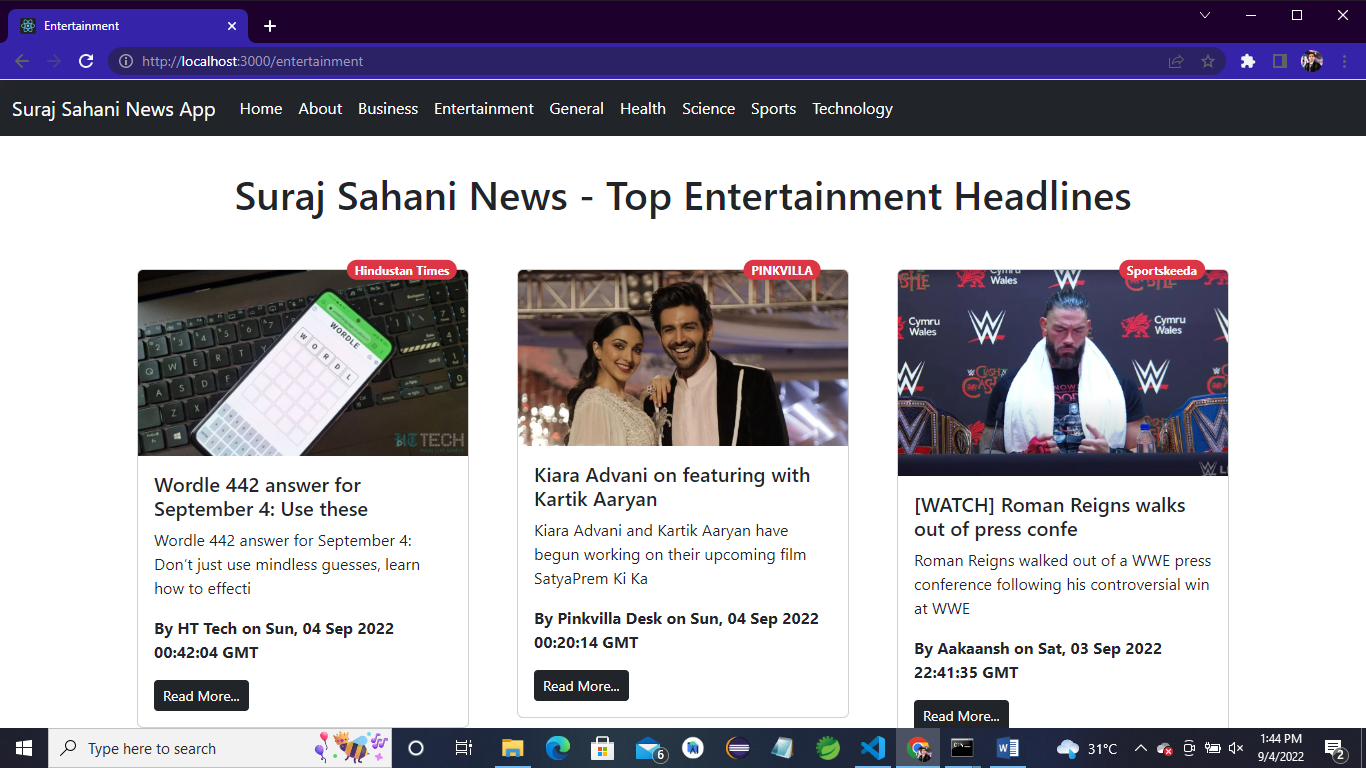 Entertainment
http://localhost:3000/entertainment
Suraj Sahani News App Home About Business Entertainment General Health Science Sports Technology
Suraj Sahani News - Top Entertainment Headlines
Hindustan Times
WORDLE
W O R D L
HT TECH
Wordle 442 answer for
September 4: Use these
Wordle 442 answer for September 4:
Don't just use mindless guesses, learn
how to effecti
By HT Tech on Sun, 04 Sep 2022
00:42:04 GMT
Read More...
PINKVILLA
Kiara Advani on featuring with
Kartik Aaryan
Kiara Advani and Kartik Aaryan have
begun working on their upcoming film
SatyaPrem Ki Ka
By Pinkvilla Desk on Sun, 04 Sep 2022
00:20:14 GMT
Read More...
Sportskeeda
Cymru
Wales
[WATCH] Roman Reigns walks
out of press confe
Roman Reigns walked out of a WWE press
conference following his controversial win
at WWE
By Aakaansh on Sat, 03 Sep 2022
22:41:35 GMT
Read More...
Type here to search
6
31°C
1:44 PM
9/4/2022
2